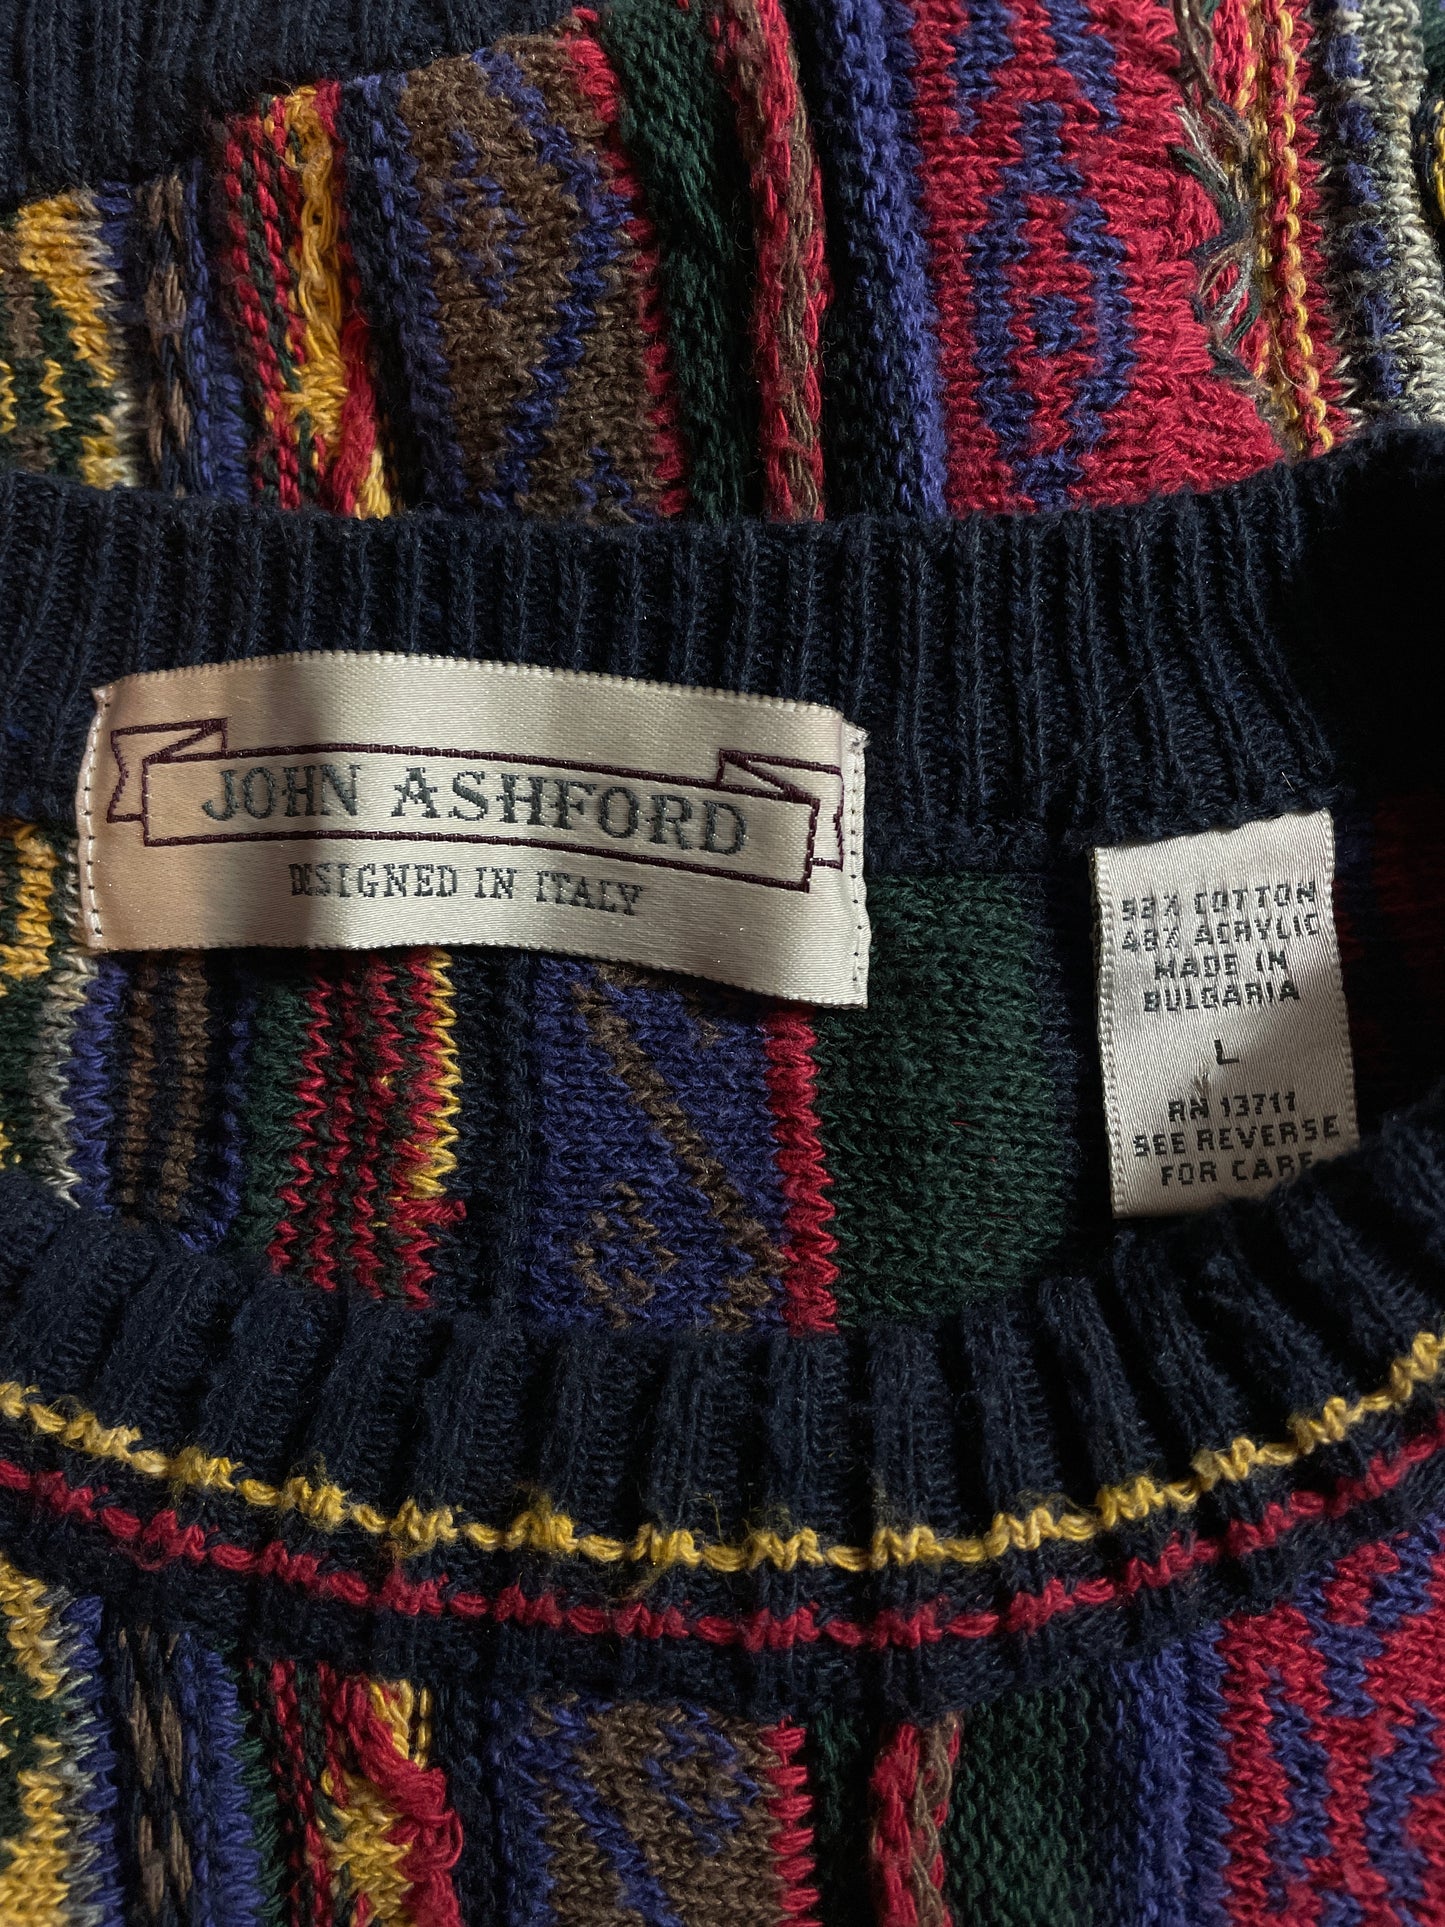 JOHN ASHFORD
DESIGNED IN ITALY
52% COTTON
48% ACRYLIC
MADE IN
BULGARIA
L
RN 13711
SEE REVERSE
FOR CARE